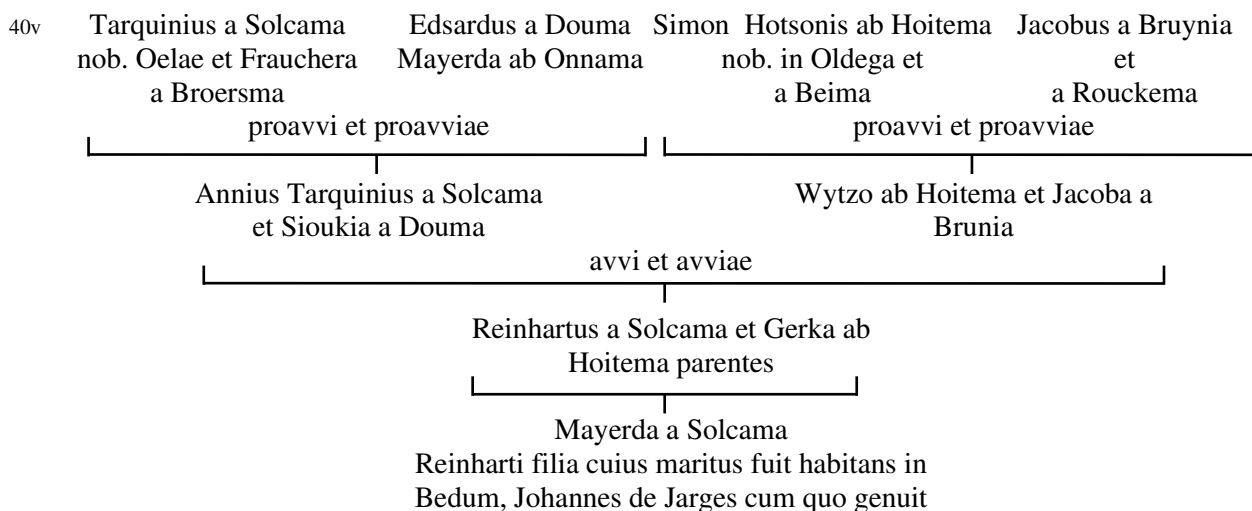 40v
Tarquinius a Solcama Edsardus a Douma Simon Hotsonis ab Hoitema Jacobus a Bruynia
nob. Oelae et Frauchera Mayerda ab Onnama nob. in Oldega et et
a Broersma a Beima a Rouckema
proavvi et proavviae proavvi et proavviae
Annius Tarquinius a Solcama Wytzo ab Hoitema et Jacoba a
et Sioukia a Douma Brunia
avvi et avviae
Reinhartus a Solcama et Gerka ab
Hoitema parentes
Mayerda a Solcama
Reinharti filia cuius maritus fuit habitans in
Bedum, Johannes de Jarges cum quo genuit